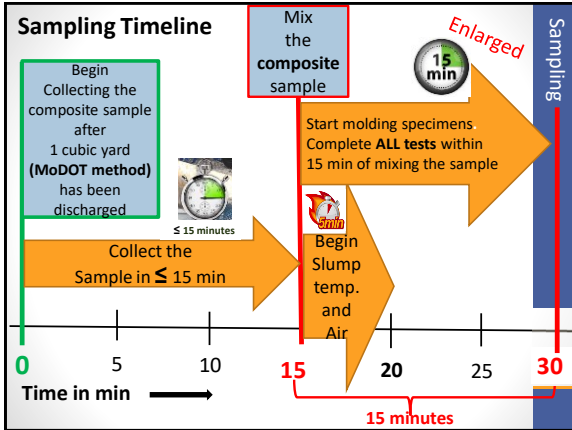 Sampling Timeline
Begin
Collecting the
composite sample
after
1 cubic yard
(MoDOT method)
has been
discharged
Mix
the
composite
sample
Enlarged
Sampling
15
min
Start molding specimens.
Complete ALL tests within
15 min of mixing the sample
≤ 15 minutes
Collect the
Sample in ≤ 15 min
5min
Begin
Slump
temp.
and
Air
0
5
10
15
20
25
30
Time in min
15 minutes